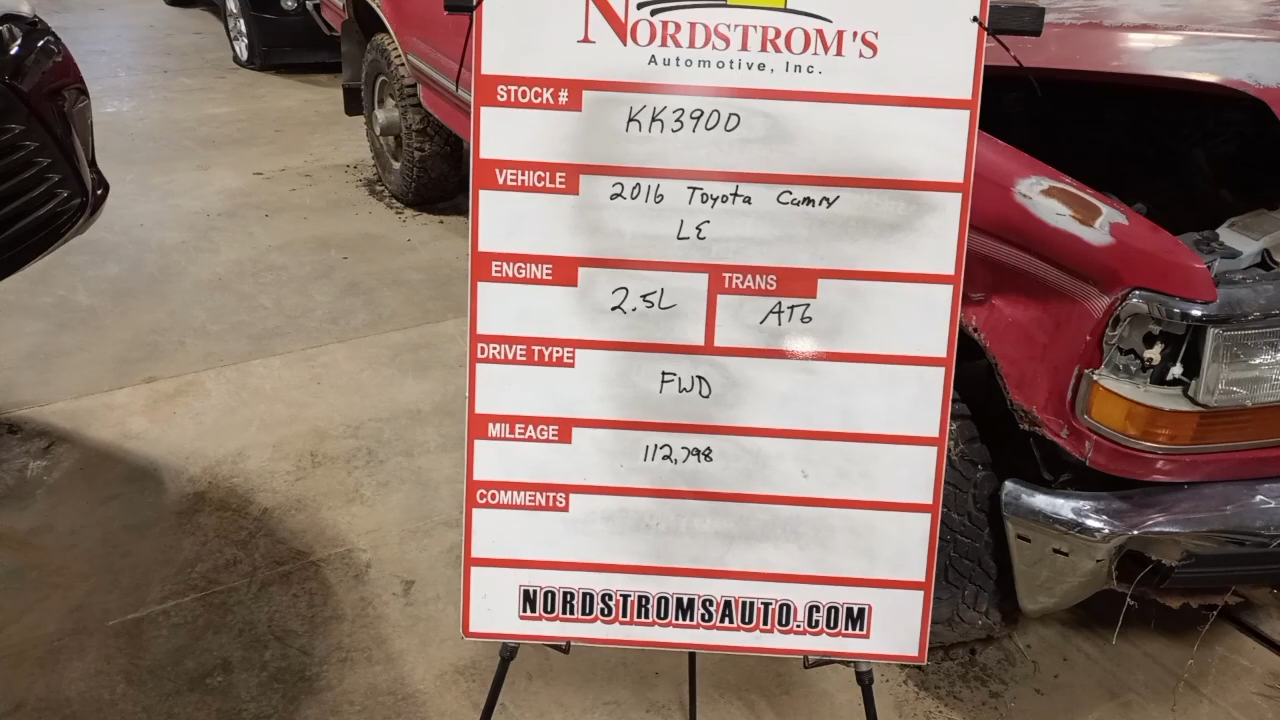 NORDSTROM'S
Automotive, Inc.
STOCK #
KK3900
VEHICLE
2016 Toyota Camry
LE
ENGINE
2.5L
TRANS
AT6
DRIVE TYPE
FWD
MILEAGE
112,798
COMMENTS
NORDSTROMSAUTO.COM